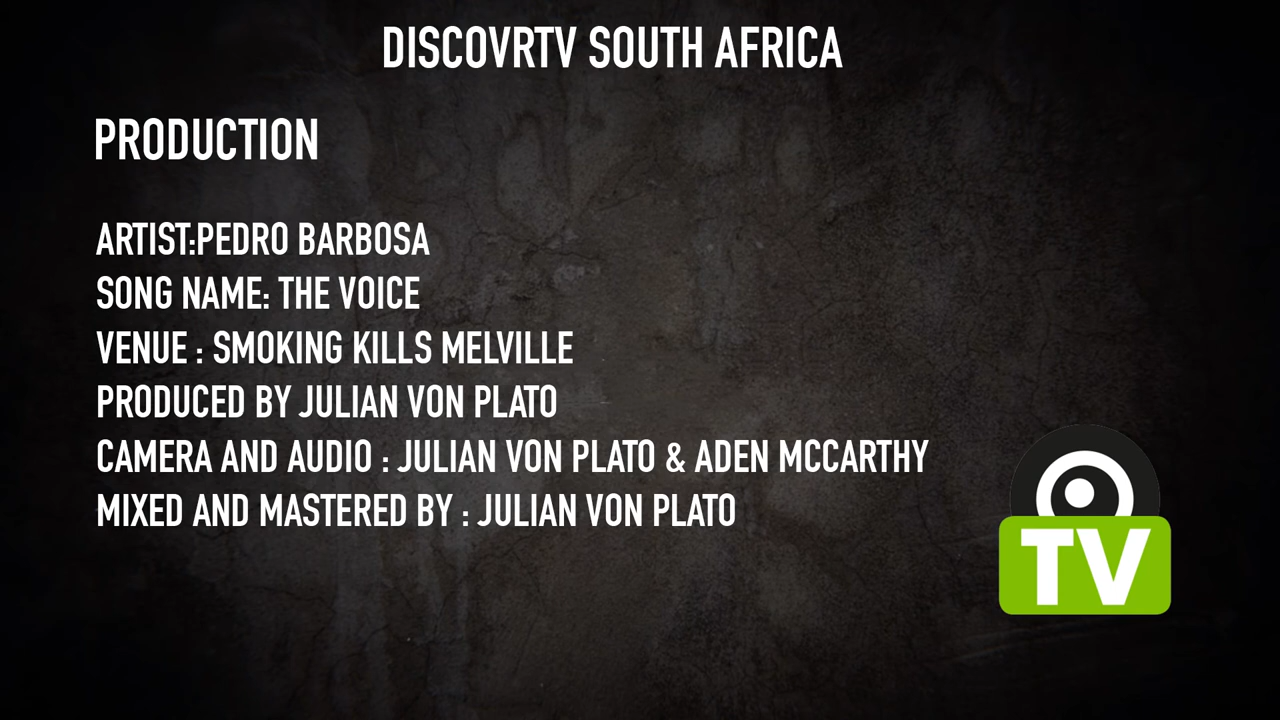 DISCOVRTV SOUTH AFRICA
PRODUCTION
ARTIST:PEDRO BARBOSA
SONG NAME: THE VOICE
VENUE : SMOKING KILLS MELVILLE
PRODUCED BY JULIAN VON PLATO
CAMERA AND AUDIO : JULIAN VON PLATO & ADEN MCCARTHY
MIXED AND MASTERED BY : JULIAN VON PLATO
TV